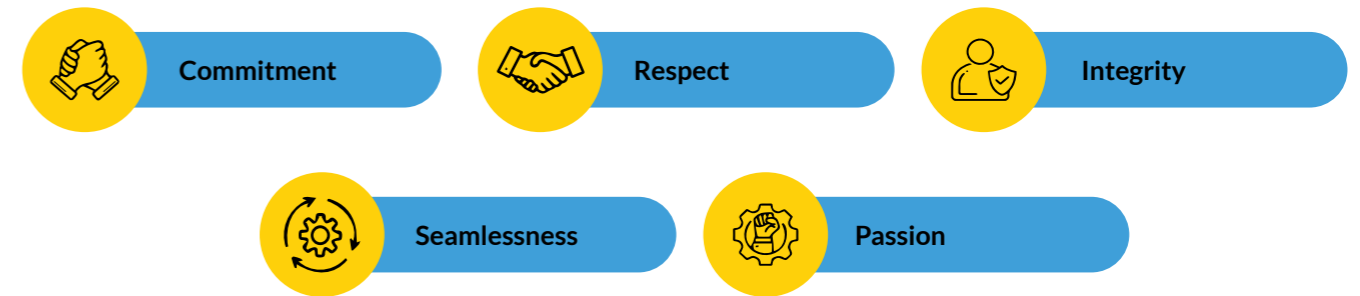 Commitment
Respect
Integrity
Seamlessness
Passion